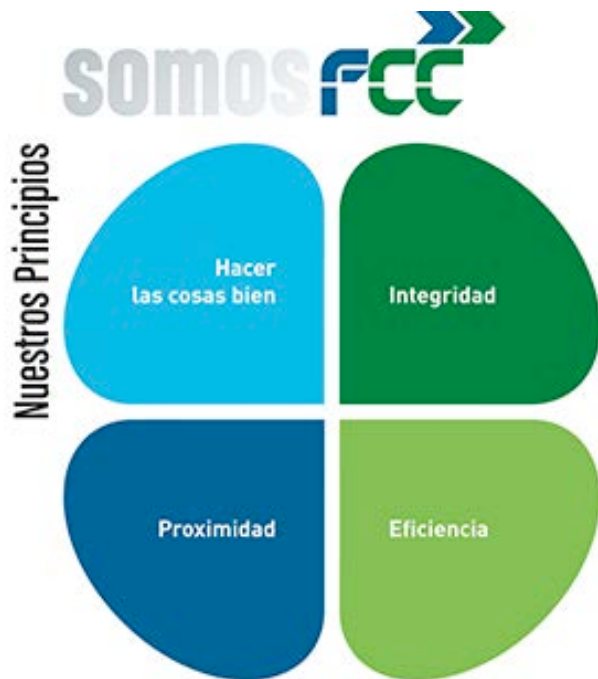 somos FCC
Nuestros Principios
Hacer
las cosas bien
Integridad
Proximidad
Eficiencia